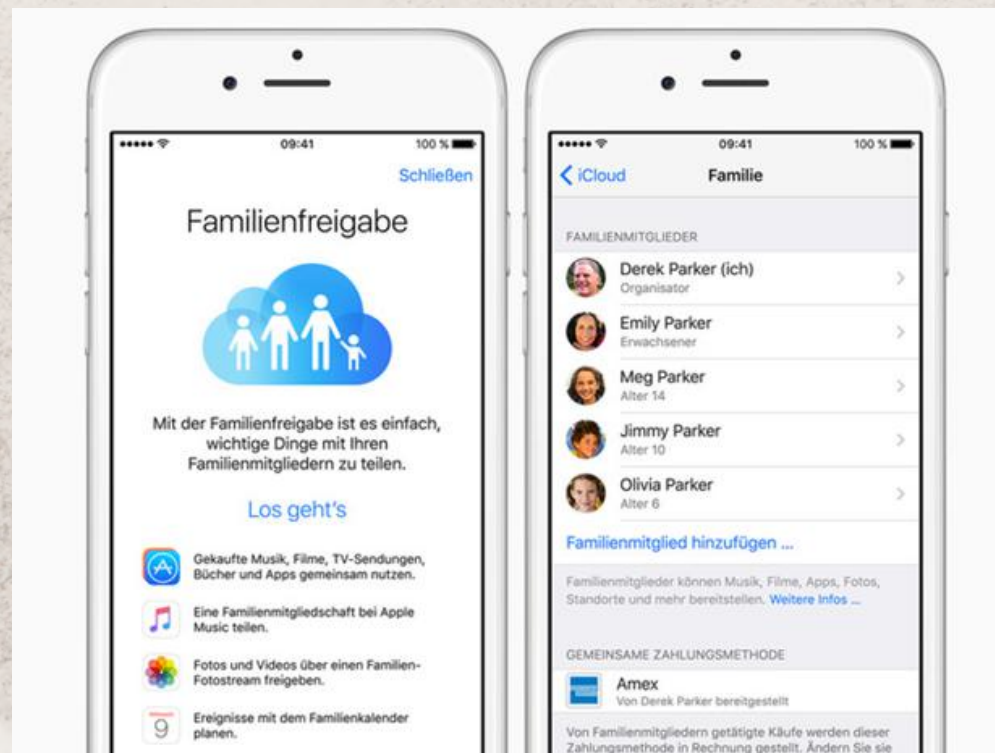 09:41
100 %
Schließen
Familienfreigabe
Mit der Familienfreigabe ist es einfach,
wichtige Dinge mit Ihren
Familienmitgliedern zu teilen.
Los geht's
Gekaufte Musik, Filme, TV-Sendungen,
Bücher und Apps gemeinsam nutzen.
Eine Familienmitgliedschaft bei Apple
Music teilen.
Fotos und Videos über einen Familien-
Fotostream freigeben.
9
Ereignisse mit dem Familienkalender
planen.
09:41
100 %
iCloud
Familie
FAMILIENMITGLIEDER
Derek Parker (ich)
Organisator
Emily Parker
Erwachsener
Meg Parker
Alter 14
Jimmy Parker
Alter 10
Olivia Parker
Alter 6
Familienmitglied hinzufügen ...
Familienmitglieder können Musik, Filme, Apps, Fotos,
Standorte und mehr bereitstellen. Weitere Infos ...
GEMEINSAME ZAHLUNGSMETHODE
Amex
Von Derek Parker bereitgestellt
Von Familienmitgliedern getätigte Käufe werden dieser
Zahlungsmethode in Rechnung gestellt. Ändern Sie sie